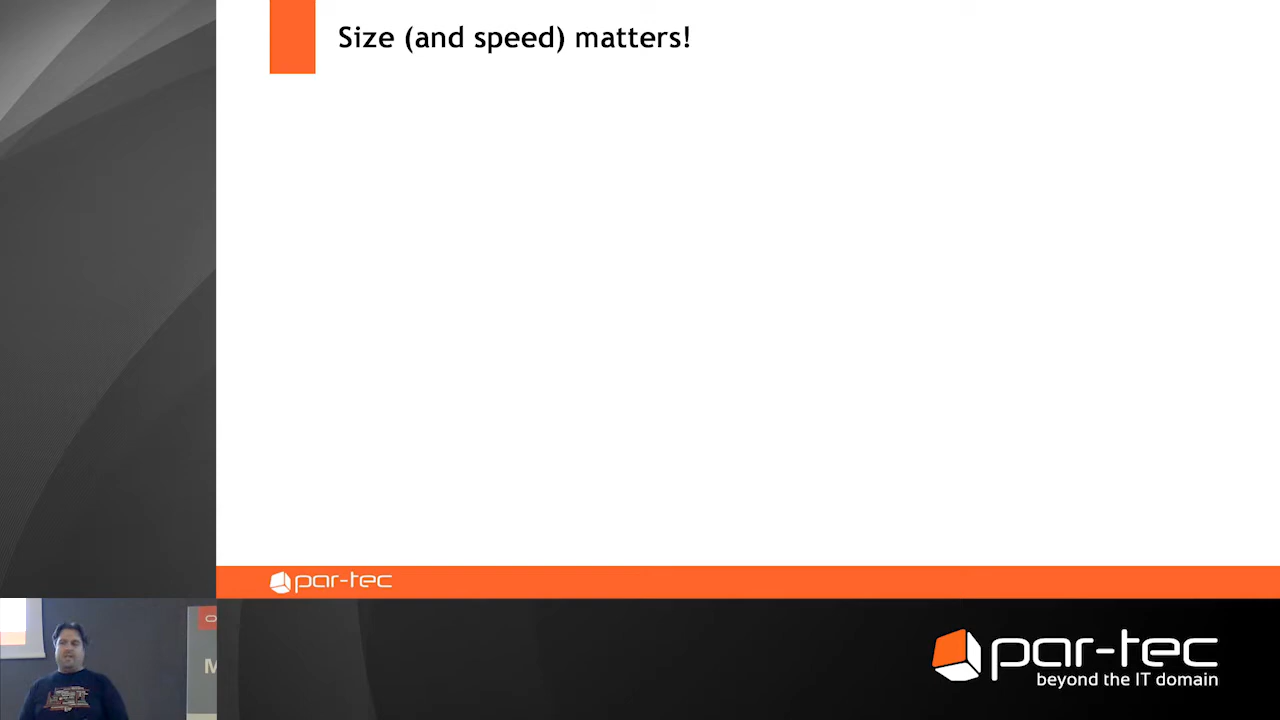 Size (and speed) matters!
par-tec
M
par-tec
beyond the IT domain